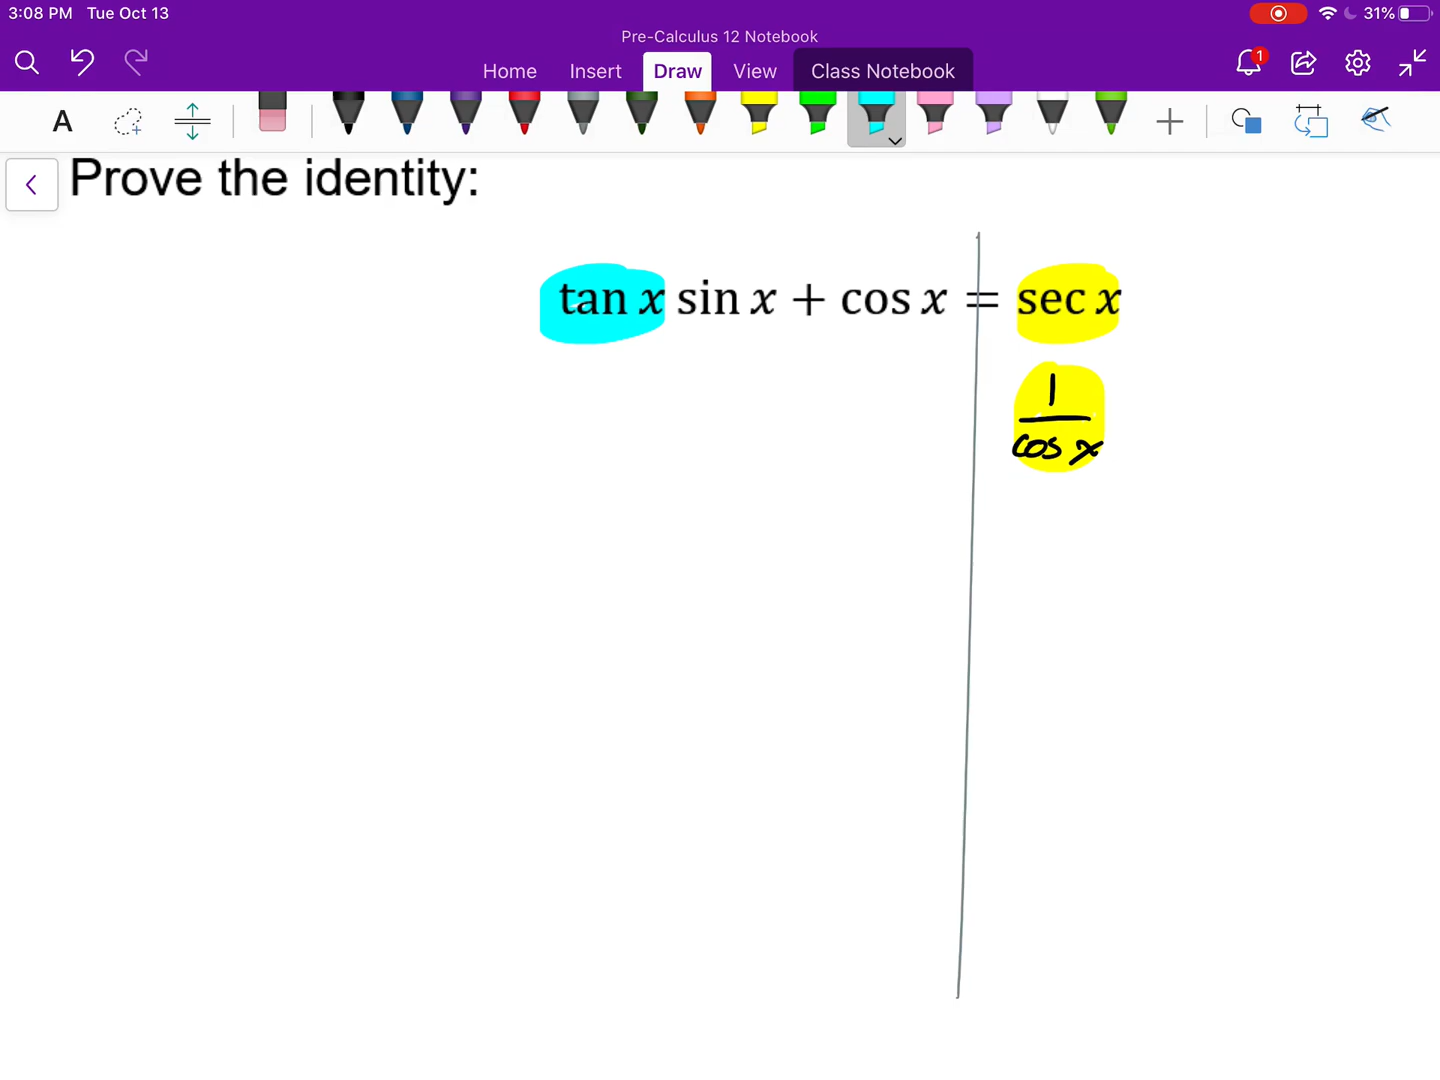 3:08 PM Tue Oct 13
31%
Pre-Calculus 12 Notebook
1
Home Insert Draw View Class Notebook
A
Prove the identity:
tan x sin x + cos x = sec x
1
cos x